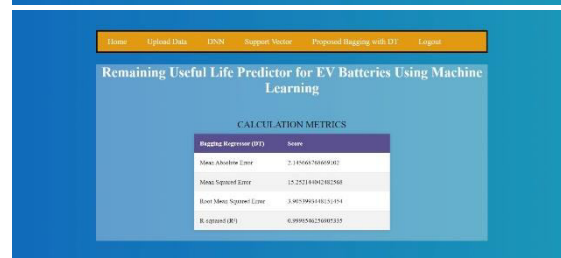 Home Upload Data DNN Support Vector Proposed Bagging with DT Logout
Remaining Useful Life Predictor for EV Batteries Using Machine
Learning
CALCULATION METRICS
Bagging Regressor (DT) Score
Mean Absolute Error
Mean Squared Error
Root Mean Squared Error
R-squared (R²)